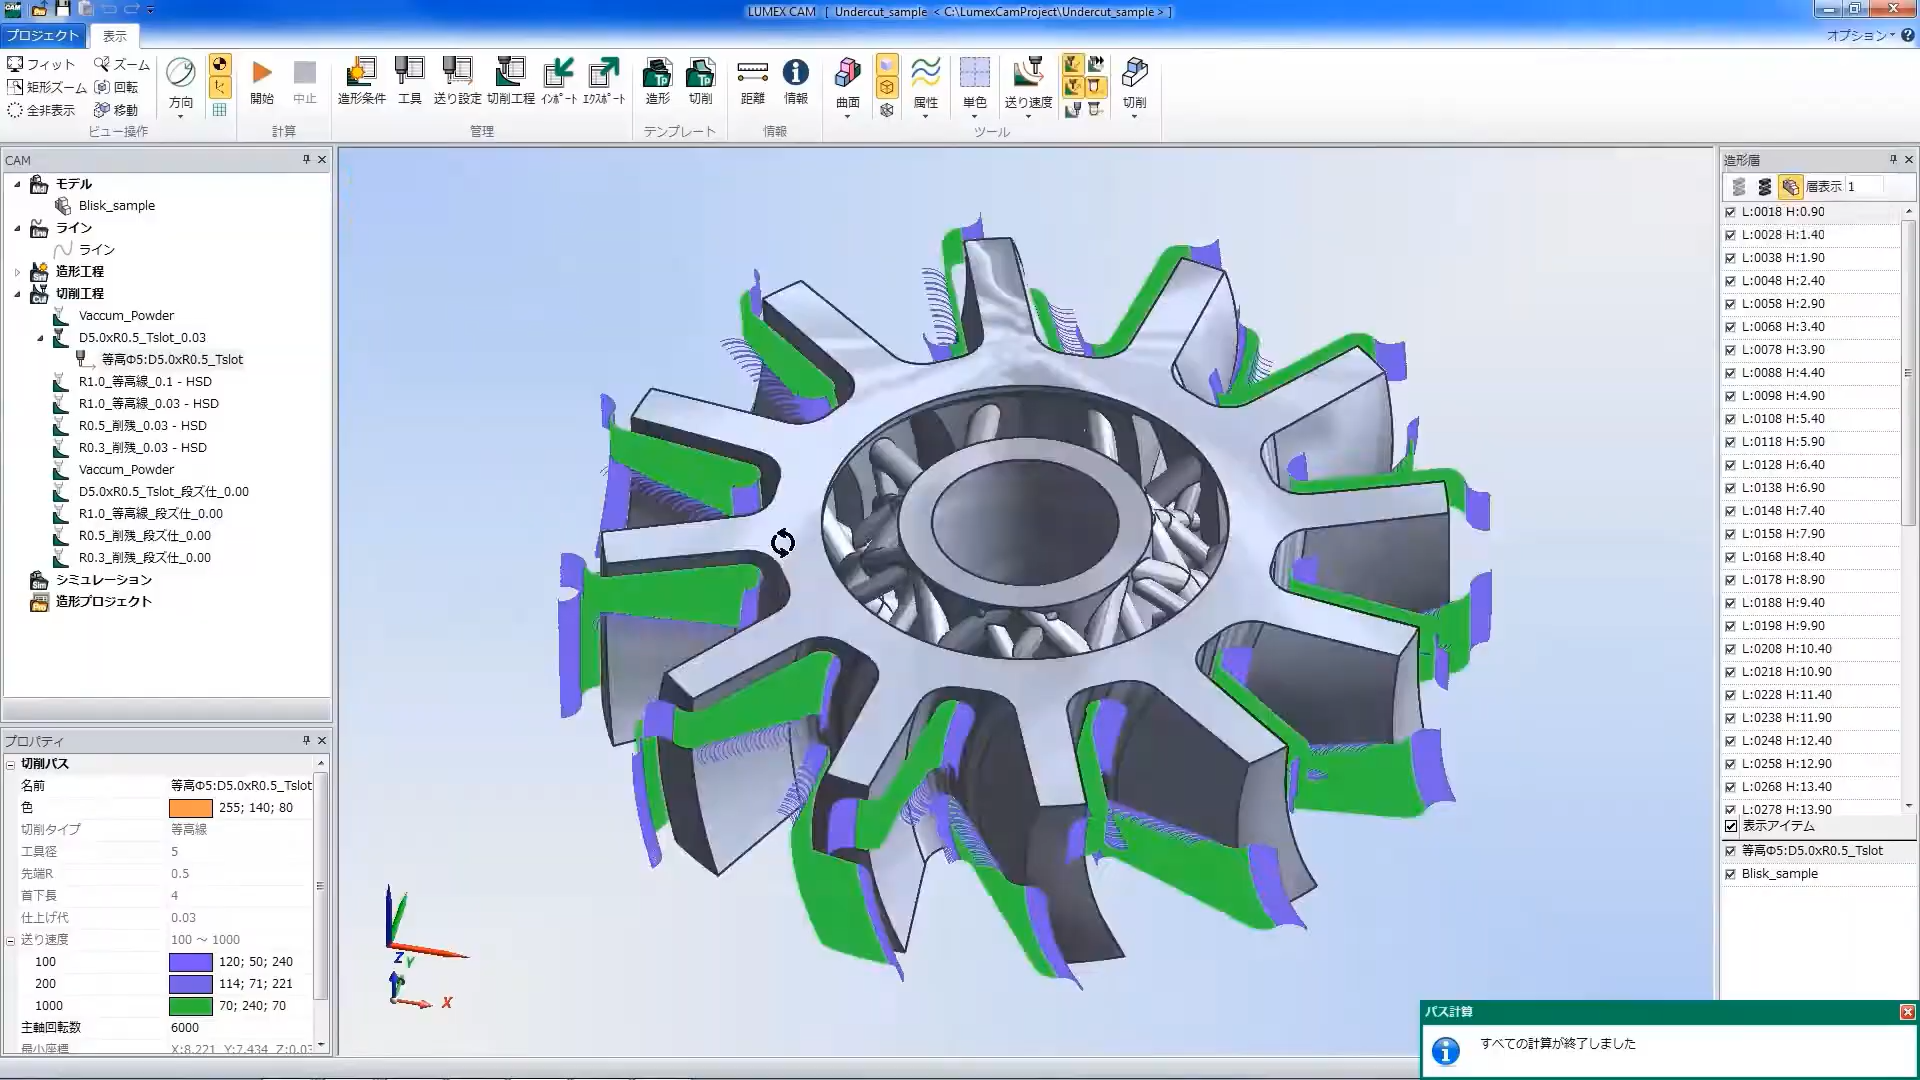 LUMEX CAM [ Undercut_sample < C:\LumexCamProject\Undercut_sample > ]
プロジェクト 表示 オプション
フィット ズーム
矩形ズーム 回転
全非表示 移動
ビュー操作
方向
開始 中止
計算
造形条件 工具 送り設定 切削工程 インポート エクスポート
管理
造形 切削
テンプレート
距離 情報
情報
曲面 属性 単色 送り速度 切削
ツール
CAM
モデル
Blisk_sample
ライン
ライン
造形工程
切削工程
Vaccum_Powder
D5.0xR0.5_Tslot_0.03
等高Φ5:D5.0xR0.5_Tslot
R1.0_等高線_0.1 - HSD
R1.0_等高線_0.03 - HSD
R0.5_削残_0.03 - HSD
R0.3_削残_0.03 - HSD
Vaccum_Powder
D5.0xR0.5_Tslot_段ズ仕_0.00
R1.0_等高線_段ズ仕_0.00
R0.5_削残_段ズ仕_0.00
R0.3_削残_段ズ仕_0.00
シミュレーション
造形プロジェクト
プロパティ
切削パス
名前 等高Φ5:D5.0xR0.5_Tslot
色 255; 140; 80
切削タイプ 等高線
工具径 5
先端R 0.5
首下長 4
仕上げ代 0.03
送り速度 100 ～ 1000
100 120; 50; 240
200 114; 71; 221
1000 70; 240; 70
主軸回転数 6000
最小座標 X:8.221 Y:7.434 Z:0.03
Z Y
X
造形層
層表示 1
L:0018 H:0.90
L:0028 H:1.40
L:0038 H:1.90
L:0048 H:2.40
L:0058 H:2.90
L:0068 H:3.40
L:0078 H:3.90
L:0088 H:4.40
L:0098 H:4.90
L:0108 H:5.40
L:0118 H:5.90
L:0128 H:6.40
L:0138 H:6.90
L:0148 H:7.40
L:0158 H:7.90
L:0168 H:8.40
L:0178 H:8.90
L:0188 H:9.40
L:0198 H:9.90
L:0208 H:10.40
L:0218 H:10.90
L:0228 H:11.40
L:0238 H:11.90
L:0248 H:12.40
L:0258 H:12.90
L:0268 H:13.40
L:0278 H:13.90
表示アイテム
等高Φ5:D5.0xR0.5_Tslot
Blisk_sample
パス計算
すべての計算が終了しました